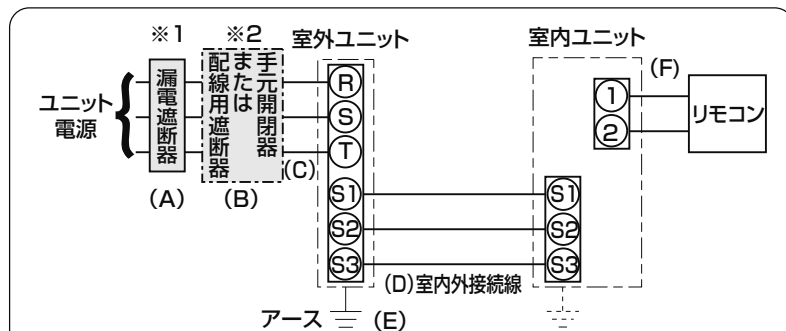 ※1
※2
室外ユニット
室内ユニット
ユニット
電源
漏電遮断器
手元開閉器
または
配線用遮断器
(A)
(B)
(C)
R
S
T
S1
S2
S3
(D)室内外接続線
アース
(E)
1
2
(F)
リモコン
S1
S2
S3